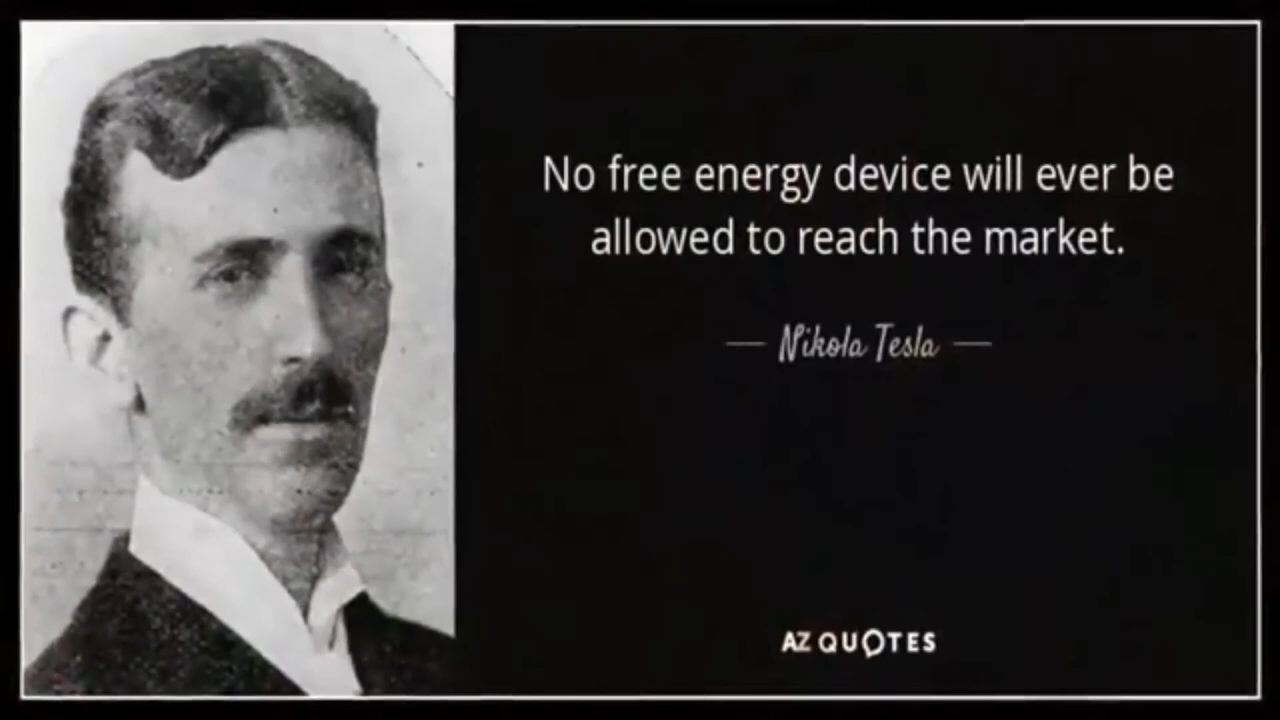 No free energy device will ever be
allowed to reach the market.
— Nikola Tesla —
AZ QUOTES